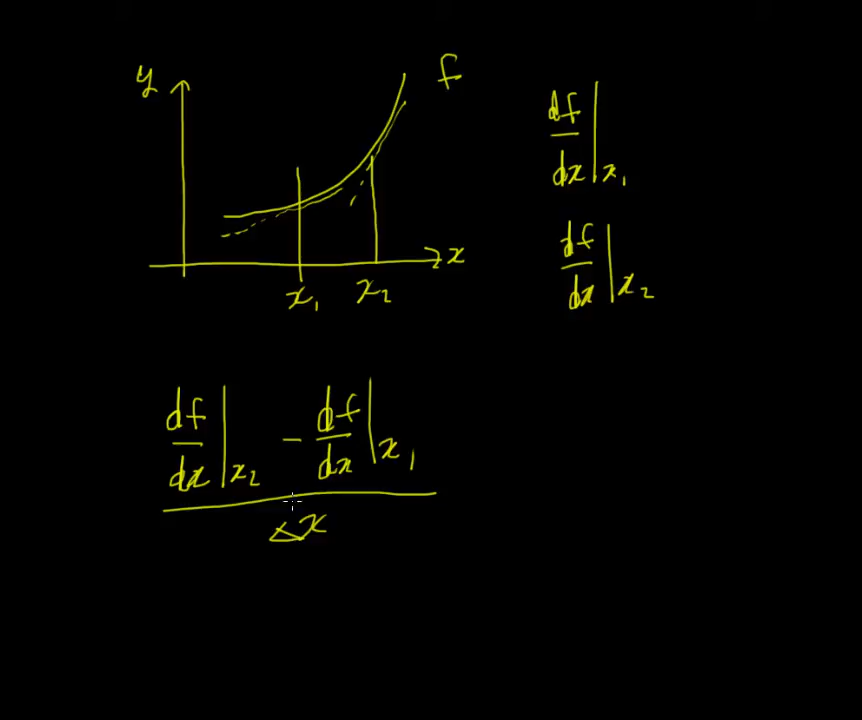 y
f
x
x₁ x₂
df/dx|x₁
df/dx|x₂
df/dx|x₂ − df/dx|x₁
Δx